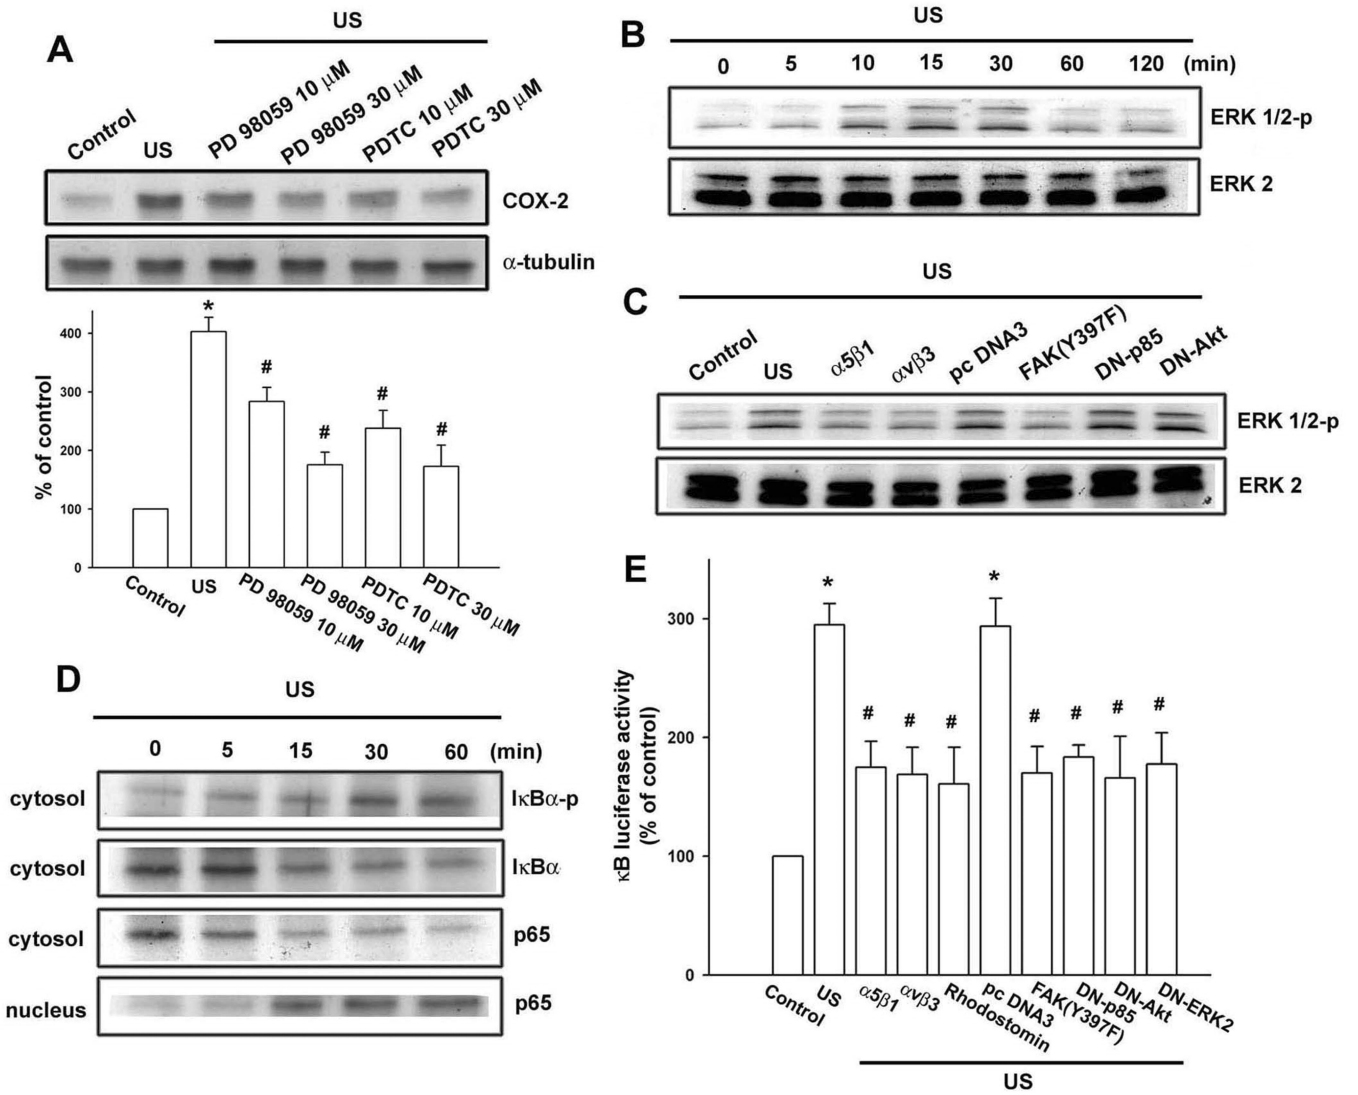 A
US
Control
US
PD 98059 10 μM
PD 98059 30 μM
PDTC 10 μM
PDTC 30 μM
COX-2
α-tubulin
% of control
400
300
200
100
0
*
#
#
#
#
Control
US
PD 98059 10 μM
PD 98059 30 μM
PDTC 10 μM
PDTC 30 μM
B
US
0 5 10 15 30 60 120 (min)
ERK 1/2-p
ERK 2
C
US
Control
US
α5β1
αvβ3
pc DNA3
FAK(Y397F)
DN-p85
DN-Akt
ERK 1/2-p
ERK 2
D
US
0 5 15 30 60 (min)
cytosol IκBα-p
cytosol IκBα
cytosol p65
nucleus p65
E
κB luciferase activity
(% of control)
300
200
100
0
*
#
#
#
*
#
#
#
#
Control
US
α5β1
αvβ3
Rhodostomin
pc DNA3
FAK(Y397F)
DN-p85
DN-Akt
DN-ERK2
US